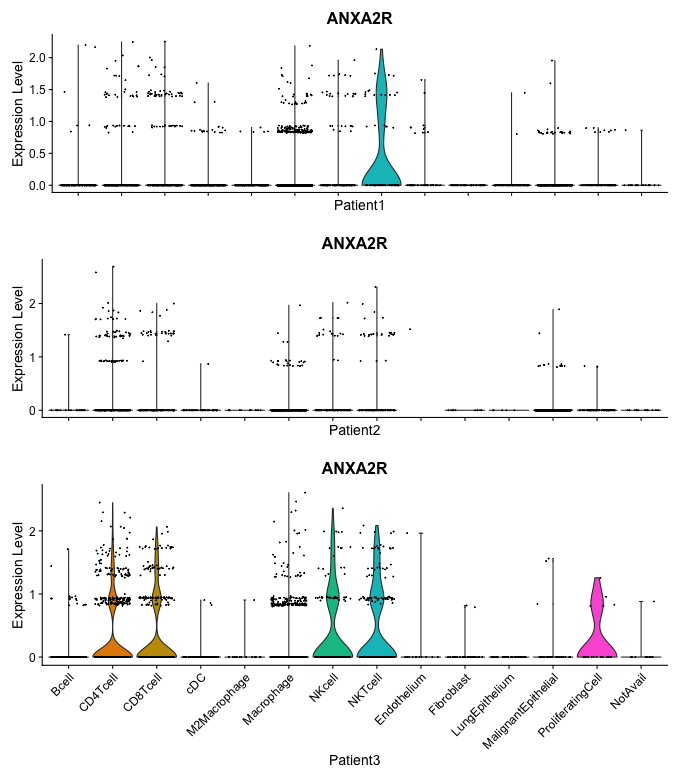 ANXA2R
Expression Level
2.0
1.5
1.0
0.5
0.0
Patient1
ANXA2R
Expression Level
2
1
0
Patient2
ANXA2R
Expression Level
2
1
0
Bcell
CD4Tcell
CD8Tcell
cDC
M2Macrophage
Macrophage
NKcell
NKTcell
Endothelium
Fibroblast
LungEpithelium
MalignantEpithelial
ProliferatingCell
NotAvail
Patient3